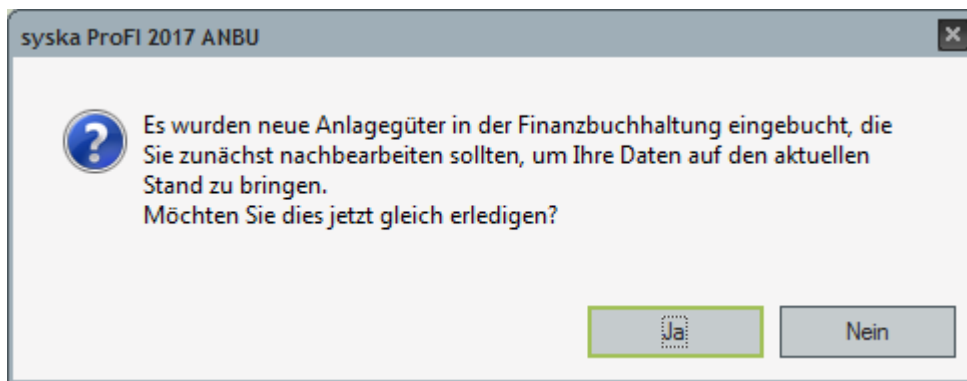 syska ProFI 2017 ANBU
Es wurden neue Anlagegüter in der Finanzbuchhaltung eingebucht, die
Sie zunächst nachbearbeiten sollten, um Ihre Daten auf den aktuellen
Stand zu bringen.
Möchten Sie dies jetzt gleich erledigen?
Ja
Nein